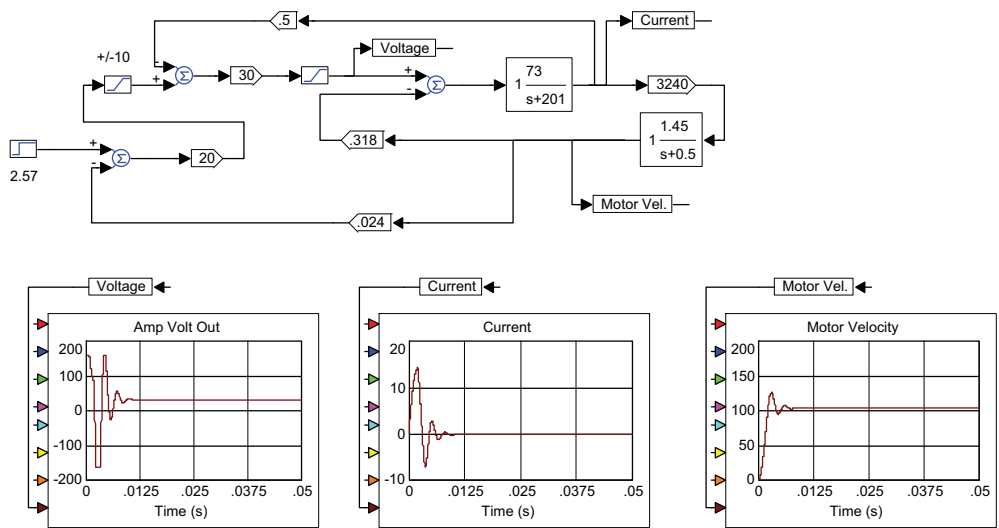 .5
Current
+/-10
Voltage
-
+
Σ
30
+
-
Σ
1 73
s+201
3240
.318
1 1.45
s+0.5
+
-
Σ
20
2.57
Motor Vel.
.024
Voltage
Current
Motor Vel.
Amp Volt Out
200
100
0
-100
-200
0 .0125 .025 .0375 .05
Time (s)
Current
20
10
0
-10
0 .0125 .025 .0375 .05
Time (s)
Motor Velocity
200
150
100
50
0
0 .0125 .025 .0375 .05
Time (s)